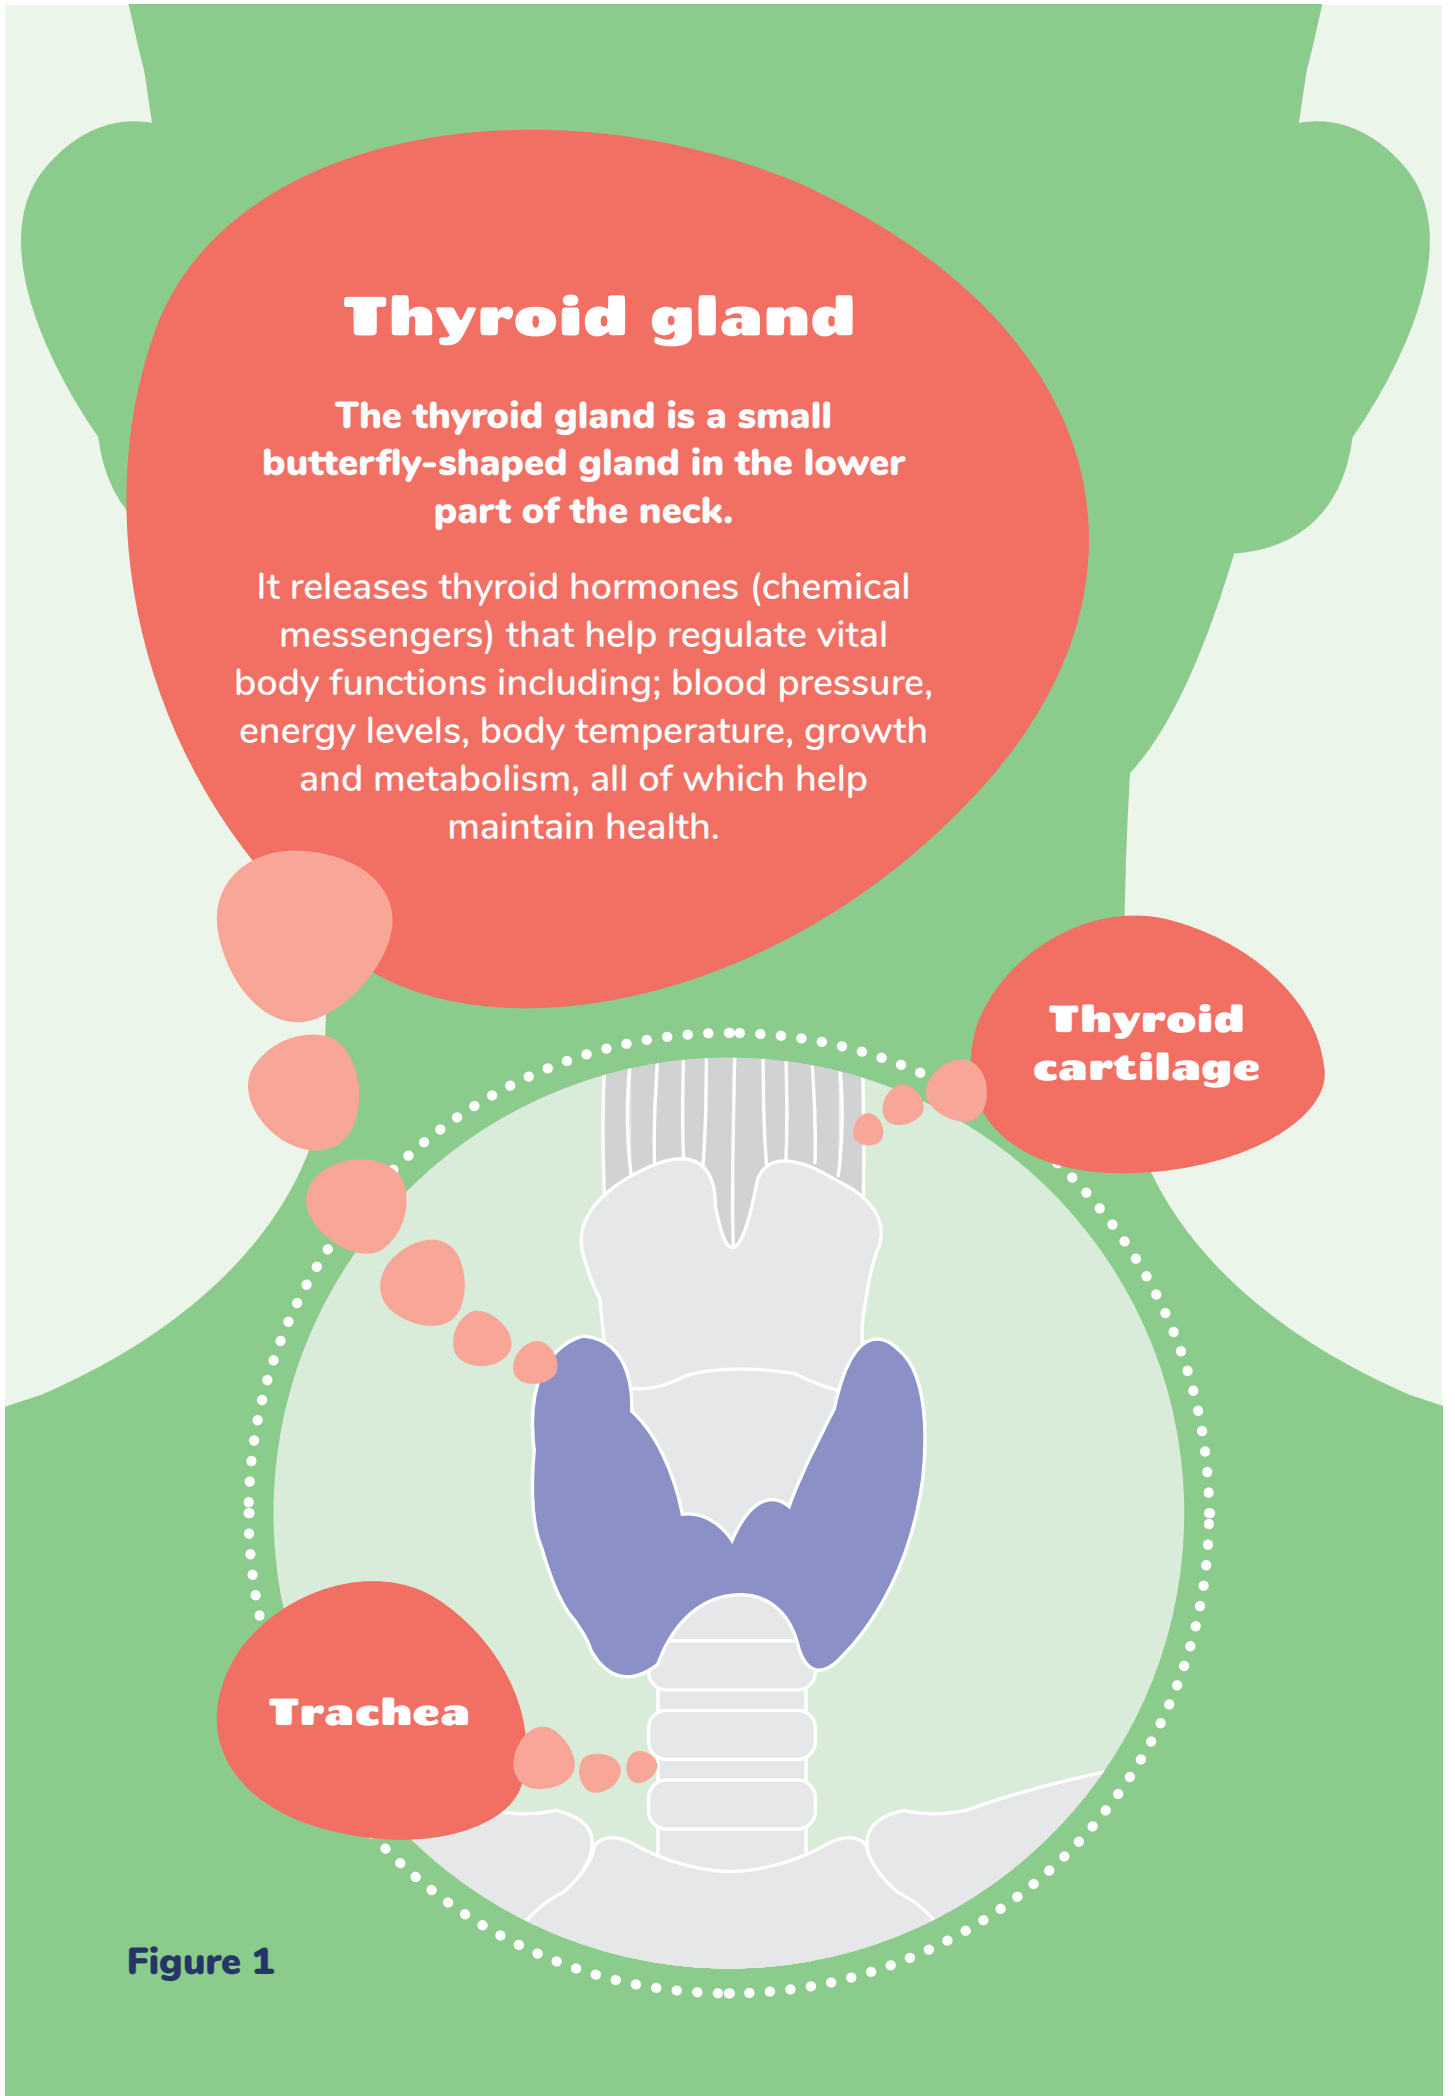 Thyroid gland
The thyroid gland is a small
butterfly-shaped gland in the lower
part of the neck.
It releases thyroid hormones (chemical
messengers) that help regulate vital
body functions including; blood pressure,
energy levels, body temperature, growth
and metabolism, all of which help
maintain health.
Thyroid
cartilage
Trachea
Figure 1